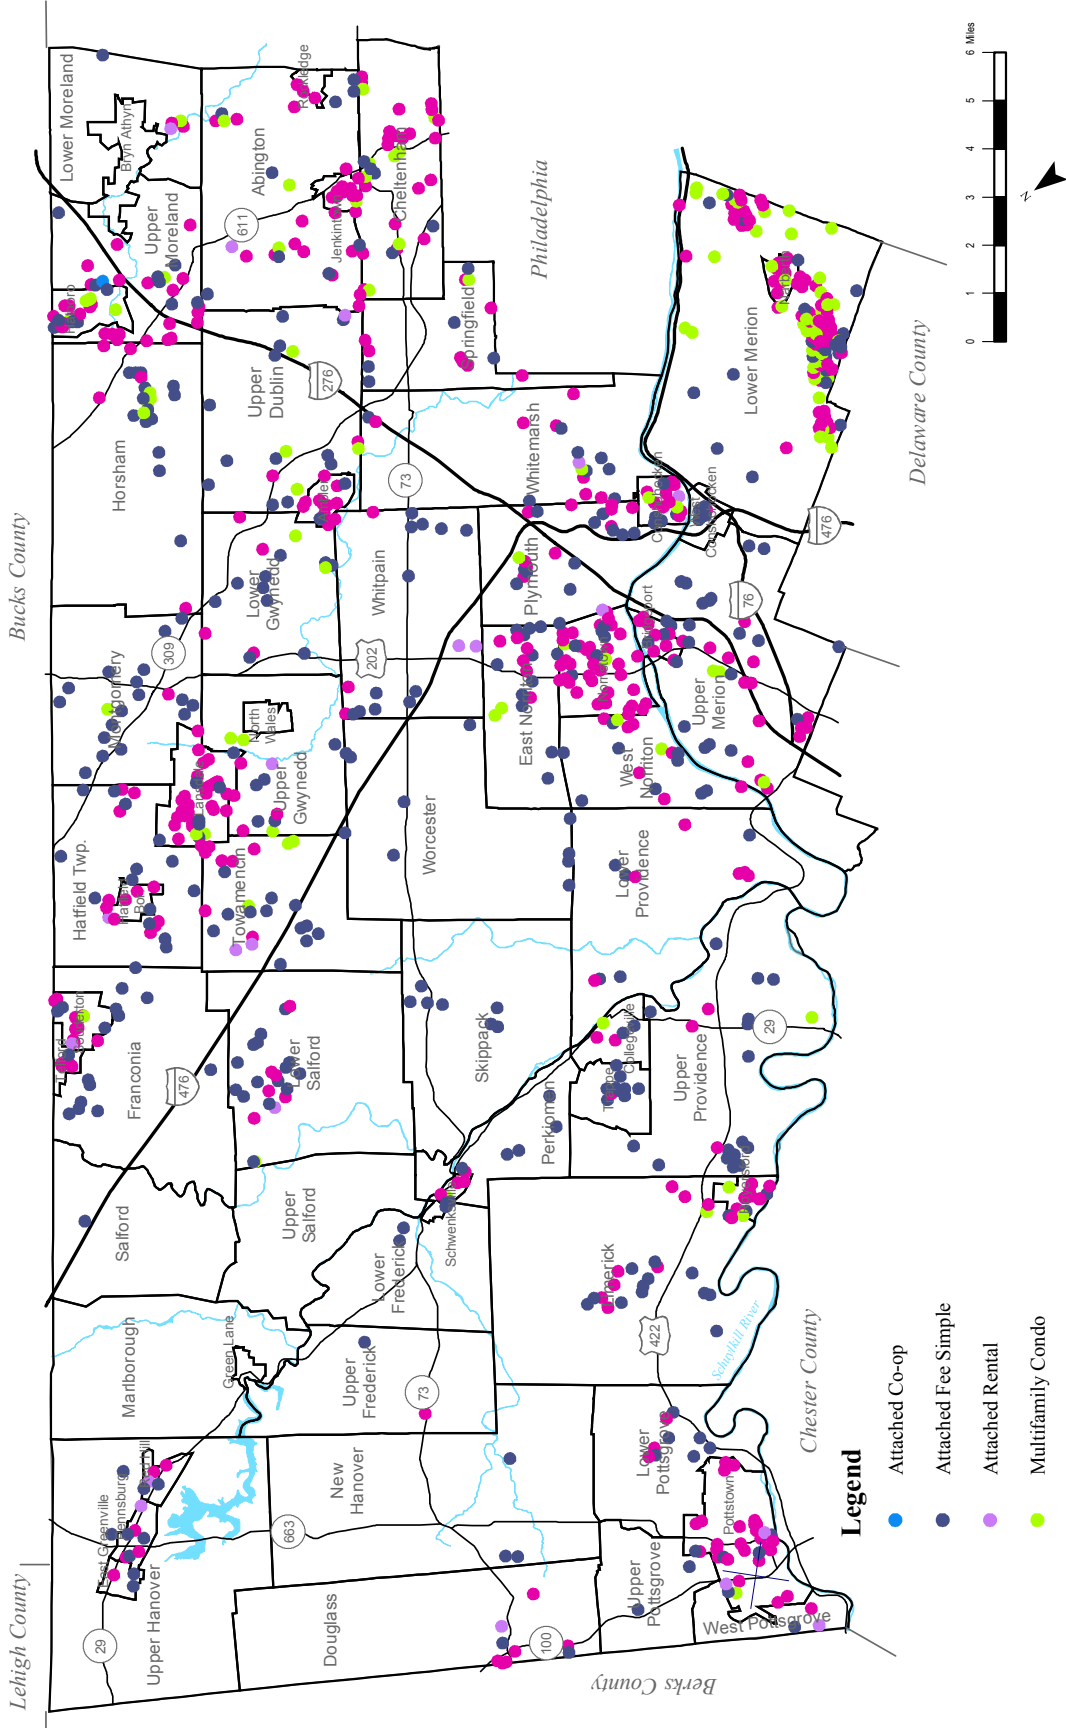 Lehigh County
Bucks County
Berks County
Chester County
Delaware County
Philadelphia
Lower Moreland
Bryn Athyn
Upper
Moreland
Abington
Rockledge
Jenkintown
Cheltenham
Springfield
Horsham
Upper
Dublin
Whitemarsh
Lower Merion
Lower
Gwynedd
Whitpain
Plymouth
Montgomery
North
Wales
Upper
Gwynedd
East Norriton
West
Norriton
Upper
Merion
Hatfield Twp.
Towamencin
Worcester
Lower
Providence
Franconia
Lower
Salford
Skippack
Collegeville
Upper
Providence
Perkiomen
Salford
Upper
Salford
Lower
Frederick
Schwenksville
Limerick
Marlborough
Green Lane
Upper
Frederick
New
Hanover
Lower
Pottsgrove
Pottstown
Upper
Pottsgrove
West Pottsgrove
East Greenville
Pennsburg
Red Hill
Upper Hanover
Douglass
Schuylkill River
611
276
73
309
202
476
76
476
29
422
73
663
29
100
0 1 2 3 4 5 6 Miles
N
Legend
Attached Co-op
Attached Fee Simple
Attached Rental
Multifamily Condo